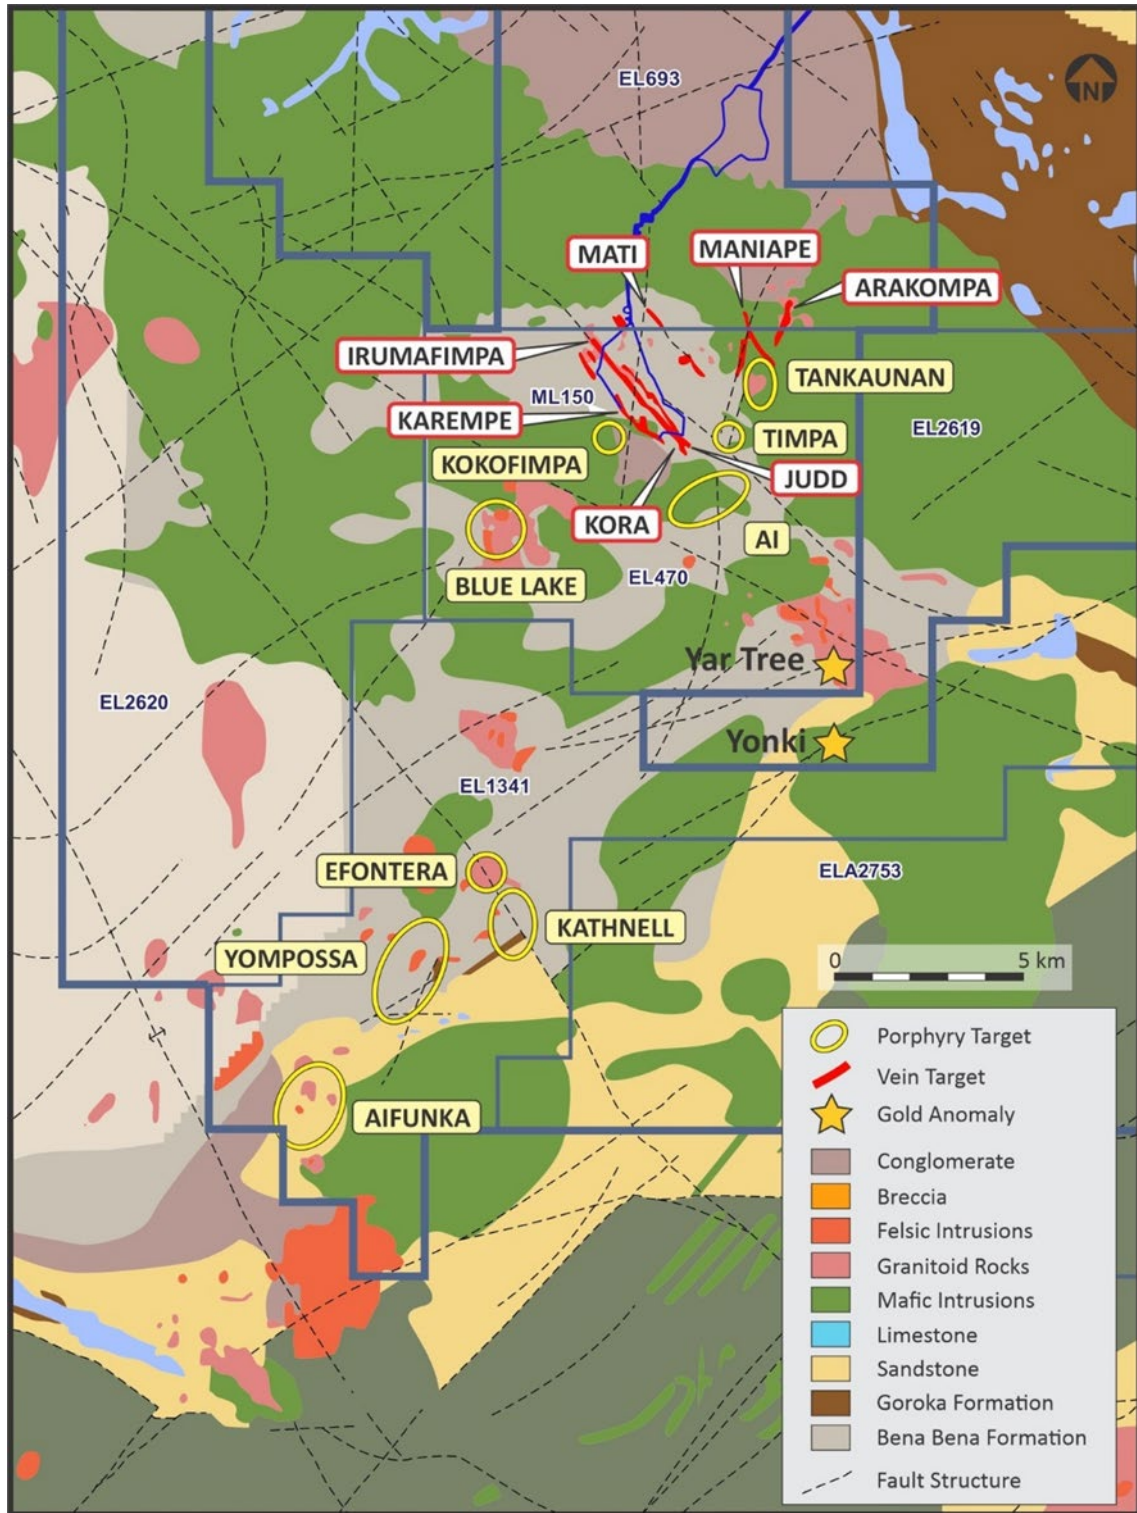 EL693
N
MATI
MANIAPE
ARAKOMPA
IRUMAFIMPA
TANKAUNAN
ML150
KAREMPE
EL2619
TIMPA
KOKOFIMPA
JUDD
KORA
AI
BLUE LAKE
EL470
Yar Tree
EL2620
Yonki
EL1341
EFONTERA
ELA2753
KATHNELL
YOMPOSSA
0 5 km
AIFUNKA
Porphyry Target
Vein Target
Gold Anomaly
Conglomerate
Breccia
Felsic Intrusions
Granitoid Rocks
Mafic Intrusions
Limestone
Sandstone
Goroka Formation
Bena Bena Formation
Fault Structure